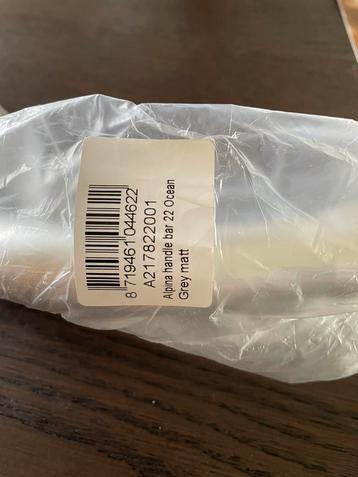 8 719461 044622
A217822001
Alpina handle bar 22 Ocean
Grey matt